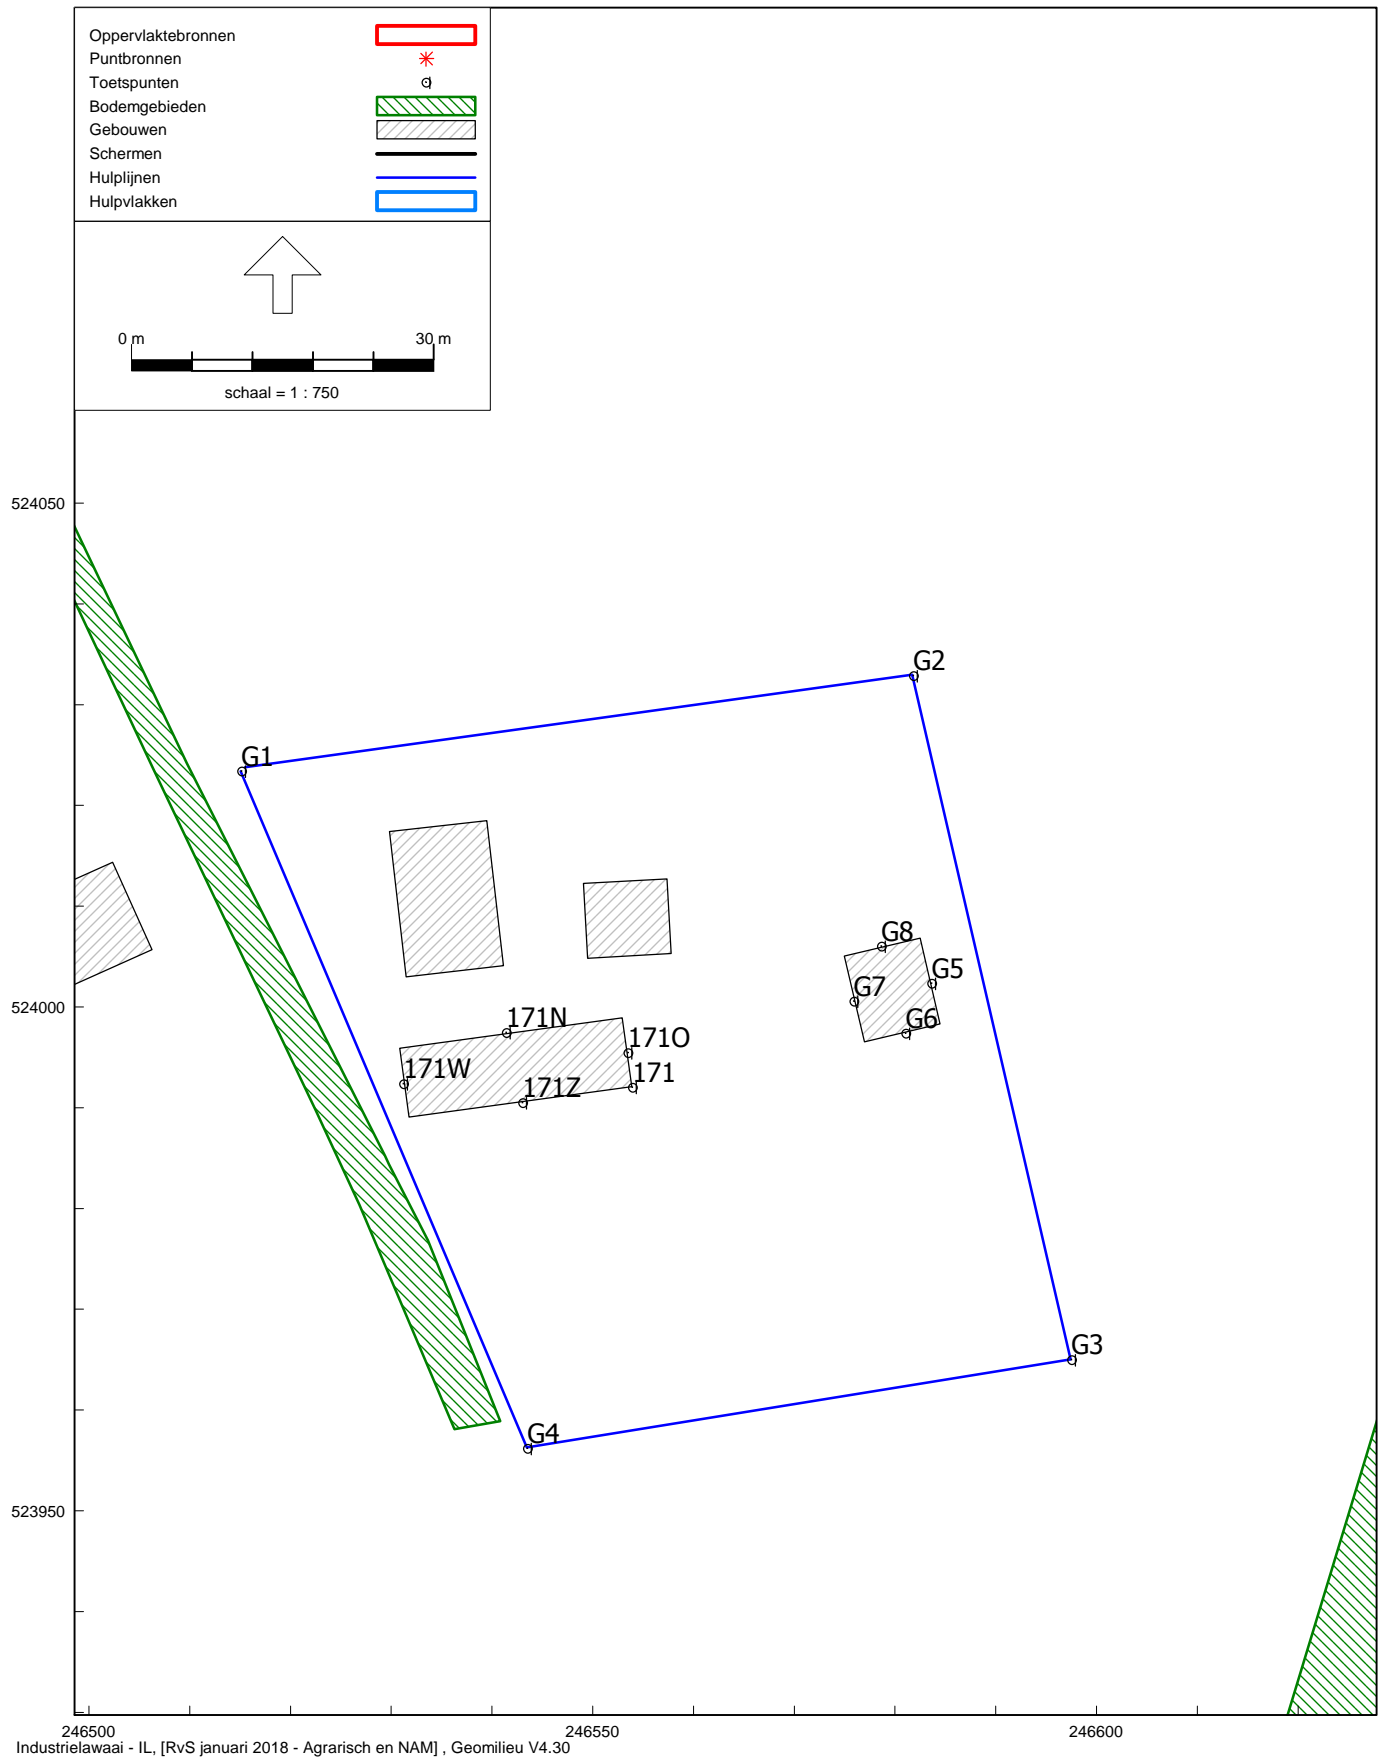 Oppervlaktebronnen
Puntbronnen
Toetspunten
Bodemgebieden
Gebouwen
Schermen
Hulplijnen
Hulpvlakken
0 m 30 m
schaal = 1 : 750
524050
G2
G1
G8
G5
G7
524000
G6
171N
171O
171W
171Z
171
G3
G4
523950
246500 246550 246600
Industrielawaai - IL, [RvS januari 2018 - Agrarisch en NAM] , Geomilieu V4.30